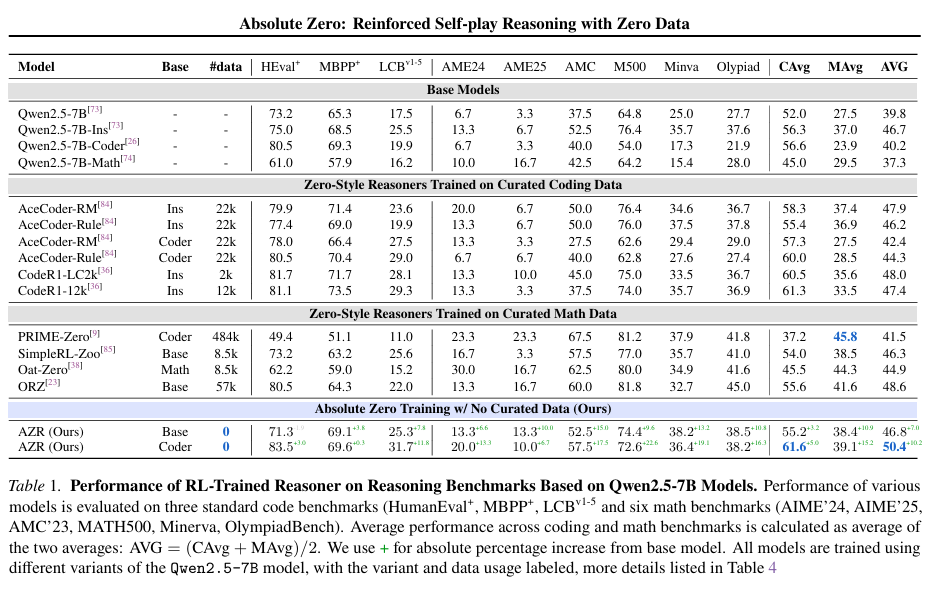 Absolute Zero: Reinforced Self-play Reasoning with Zero Data
Model Base #data HEval+ MBPP+ LCBv1-5 AME24 AME25 AMC M500 Minva Olypiad CAvg MAvg AVG
Base Models
Qwen2.5-7B[73] - - 73.2 65.3 17.5 6.7 3.3 37.5 64.8 25.0 27.7 52.0 27.5 39.8
Qwen2.5-7B-Ins[73] - - 75.0 68.5 25.5 13.3 6.7 52.5 76.4 35.7 37.6 56.3 37.0 46.7
Qwen2.5-7B-Coder[26] - - 80.5 69.3 19.9 6.7 3.3 40.0 54.0 17.3 21.9 56.6 23.9 40.2
Qwen2.5-7B-Math[74] - - 61.0 57.9 16.2 10.0 16.7 42.5 64.2 15.4 28.0 45.0 29.5 37.3
Zero-Style Reasoners Trained on Curated Coding Data
AceCoder-RM[84] Ins 22k 79.9 71.4 23.6 20.0 6.7 50.0 76.4 34.6 36.7 58.3 37.4 47.9
AceCoder-Rule[84] Ins 22k 77.4 69.0 19.9 13.3 6.7 50.0 76.0 37.5 37.8 55.4 36.9 46.2
AceCoder-RM[84] Coder 22k 78.0 66.4 27.5 13.3 3.3 27.5 62.6 29.4 29.0 57.3 27.5 42.4
AceCoder-Rule[84] Coder 22k 80.5 70.4 29.0 6.7 6.7 40.0 62.8 27.6 27.4 60.0 28.5 44.3
CodeR1-LC2k[36] Ins 2k 81.7 71.7 28.1 13.3 10.0 45.0 75.0 33.5 36.7 60.5 35.6 48.0
CodeR1-12k[36] Ins 12k 81.1 73.5 29.3 13.3 3.3 37.5 74.0 35.7 36.9 61.3 33.5 47.4
Zero-Style Reasoners Trained on Curated Math Data
PRIME-Zero[9] Coder 484k 49.4 51.1 11.0 23.3 23.3 67.5 81.2 37.9 41.8 37.2 45.8 41.5
SimpleRL-Zoo[85] Base 8.5k 73.2 63.2 25.6 16.7 3.3 57.5 77.0 35.7 41.0 54.0 38.5 46.3
Oat-Zero[38] Math 8.5k 62.2 59.0 15.2 30.0 16.7 62.5 80.0 34.9 41.6 45.5 44.3 44.9
ORZ[23] Base 57k 80.5 64.3 22.0 13.3 16.7 60.0 81.8 32.7 45.0 55.6 41.6 48.6
Absolute Zero Training w/ No Curated Data (Ours)
AZR (Ours) Base 0 71.3 69.1+3.8 25.3+7.8 13.3+6.6 13.3+10.0 52.5+15.0 74.4+9.6 38.2+13.2 38.5+10.8 55.2+3.2 38.4+10.9 46.8+7.0
AZR (Ours) Coder 0 83.5+3.0 69.6+0.3 31.7+11.8 20.0+13.3 10.0+6.7 57.5+17.5 72.6+22.6 36.4+19.1 38.2+16.3 61.6+5.0 39.1+15.2 50.4+10.2
Table 1. Performance of RL-Trained Reasoner on Reasoning Benchmarks Based on Qwen2.5-7B Models. Performance of various
models is evaluated on three standard code benchmarks (HumanEval+, MBPP+, LCBv1-5 and six math benchmarks (AIME'24, AIME'25,
AMC'23, MATH500, Minerva, OlympiadBench). Average performance across coding and math benchmarks is calculated as average of
the two averages: AVG = (CAvg + MAvg)/2. We use + for absolute percentage increase from base model. All models are trained using
different variants of the Qwen2.5-7B model, with the variant and data usage labeled, more details listed in Table 4